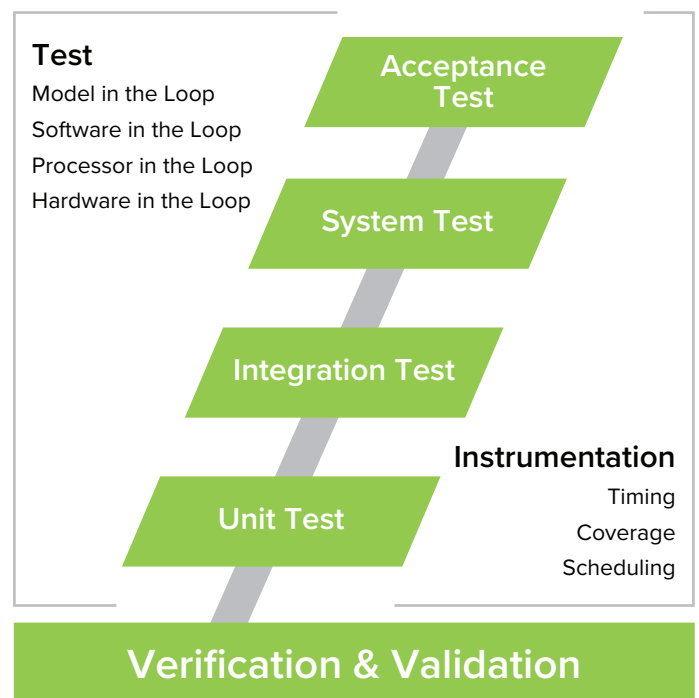 Test
Model in the Loop
Software in the Loop
Processor in the Loop
Hardware in the Loop
Acceptance
Test
System Test
Integration Test
Unit Test
Instrumentation
Timing
Coverage
Scheduling
Verification & Validation